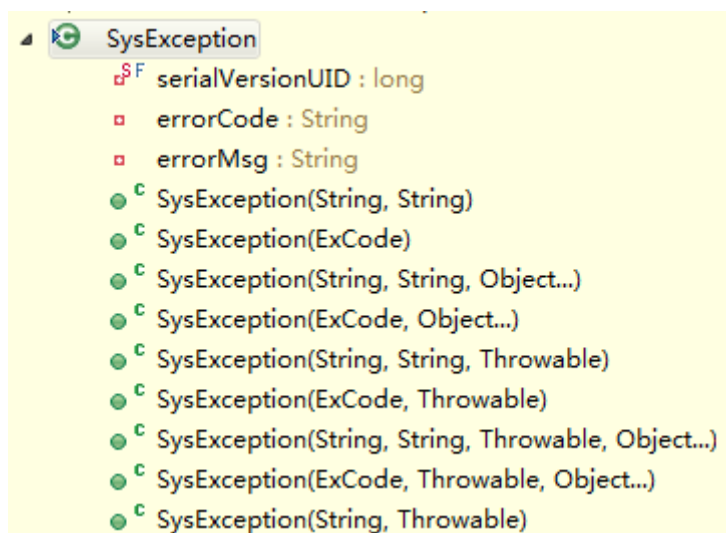 SysException
S F serialVersionUID : long
errorCode : String
errorMsg : String
C SysException(String, String)
C SysException(ExCode)
C SysException(String, String, Object...)
C SysException(ExCode, Object...)
C SysException(String, String, Throwable)
C SysException(ExCode, Throwable)
C SysException(String, String, Throwable, Object...)
C SysException(ExCode, Throwable, Object...)
C SysException(String, Throwable)